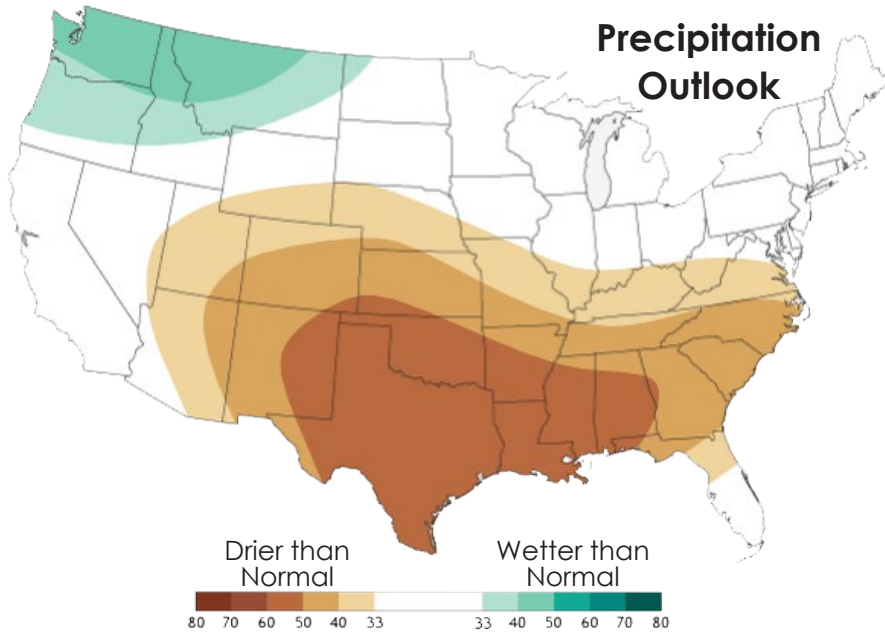 Precipitation
Outlook
Drier than
Normal
Wetter than
Normal
80 70 60 50 40 33 33 40 50 60 70 80